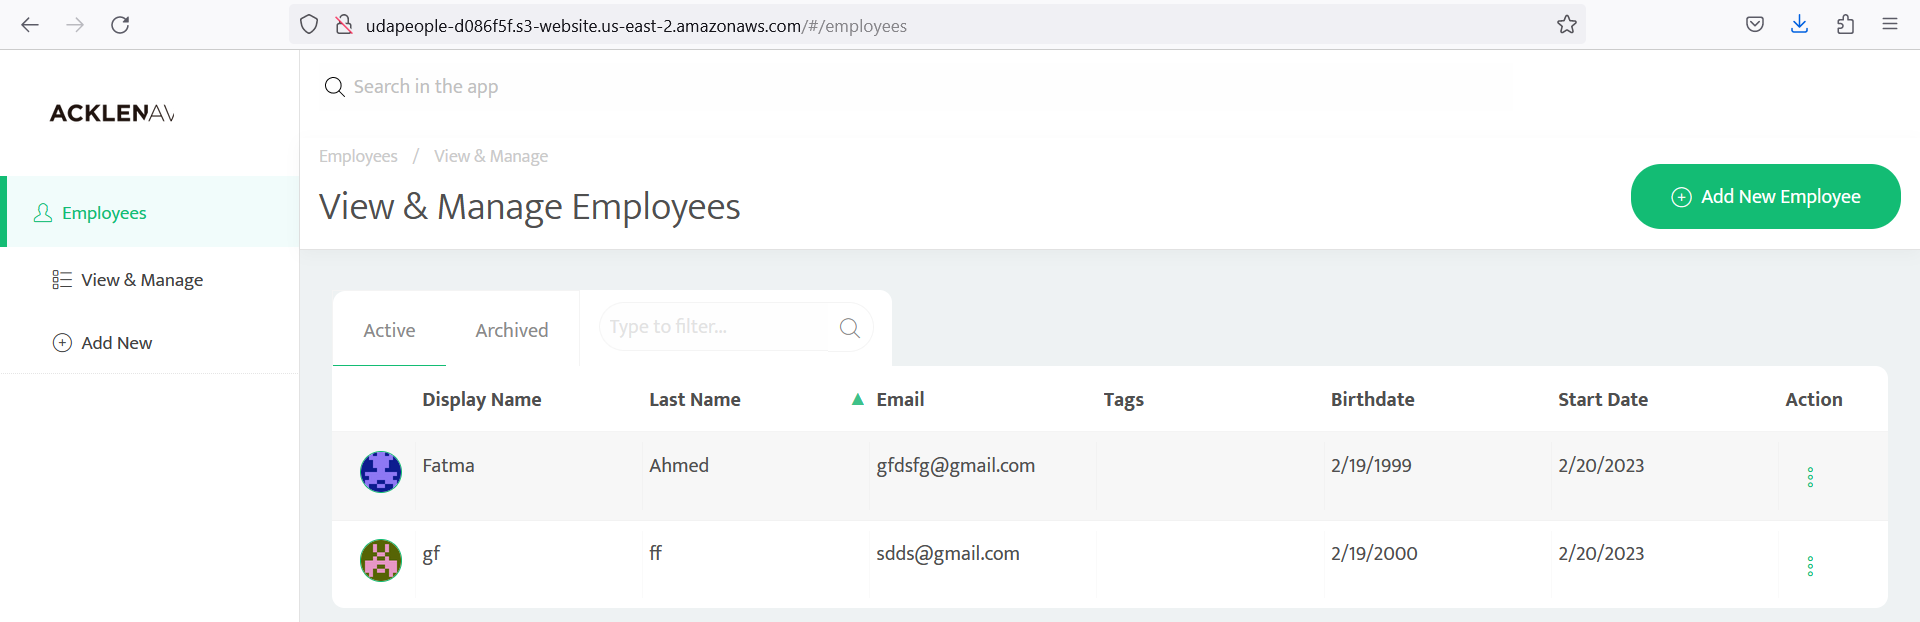 udapeople-d086f5f.s3-website.us-east-2.amazonaws.com/#/employees
Search in the app
ACKLENAV
Employees / View & Manage
View & Manage Employees
Add New Employee
Employees
View & Manage
Add New
Active Archived Type to filter...
Display Name Last Name ▲ Email Tags Birthdate Start Date Action
Fatma Ahmed gfdsfg@gmail.com 2/19/1999 2/20/2023
gf ff sdds@gmail.com 2/19/2000 2/20/2023